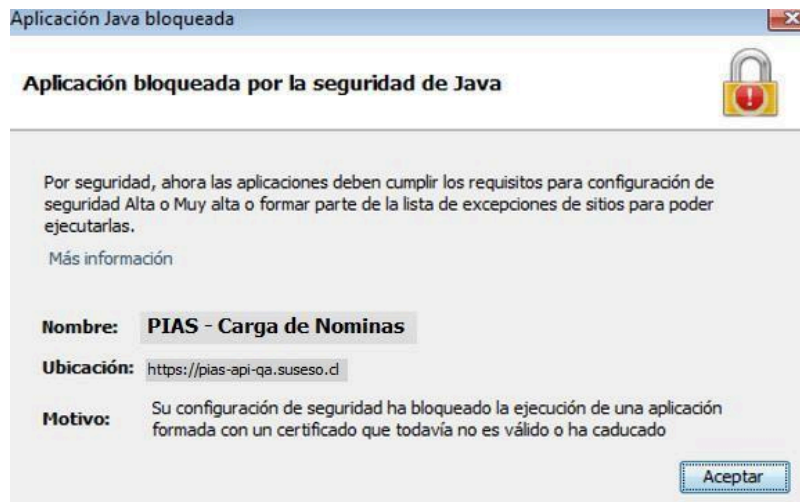 Aplicación Java bloqueada
Aplicación bloqueada por la seguridad de Java
Por seguridad, ahora las aplicaciones deben cumplir los requisitos para configuración de
seguridad Alta o Muy alta o formar parte de la lista de excepciones de sitios para poder
ejecutarlas.
Más información
Nombre: PIAS - Carga de Nominas
Ubicación: https://pias-api-qa.suseso.cl
Motivo: Su configuración de seguridad ha bloqueado la ejecución de una aplicación
formada con un certificado que todavía no es válido o ha caducado
Aceptar